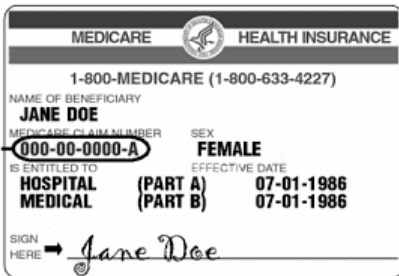 MEDICARE HEALTH INSURANCE
1-800-MEDICARE (1-800-633-4227)
NAME OF BENEFICIARY
JANE DOE
MEDICARE CLAIM NUMBER SEX
000-00-0000-A FEMALE
IS ENTITLED TO EFFECTIVE DATE
HOSPITAL (PART A) 07-01-1986
MEDICAL (PART B) 07-01-1986
SIGN
HERE ➡ Jane Doe